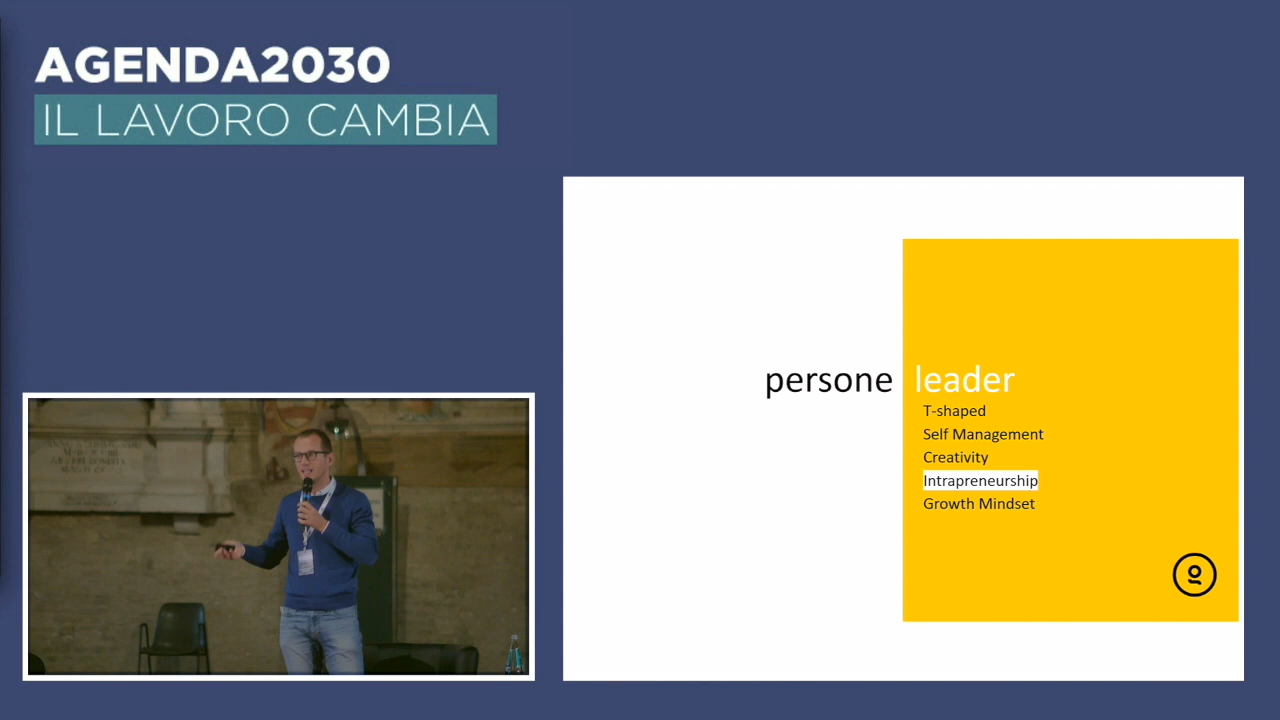 AGENDA2030
IL LAVORO CAMBIA
persone leader
T-shaped
Self Management
Creativity
Intrapreneurship
Growth Mindset